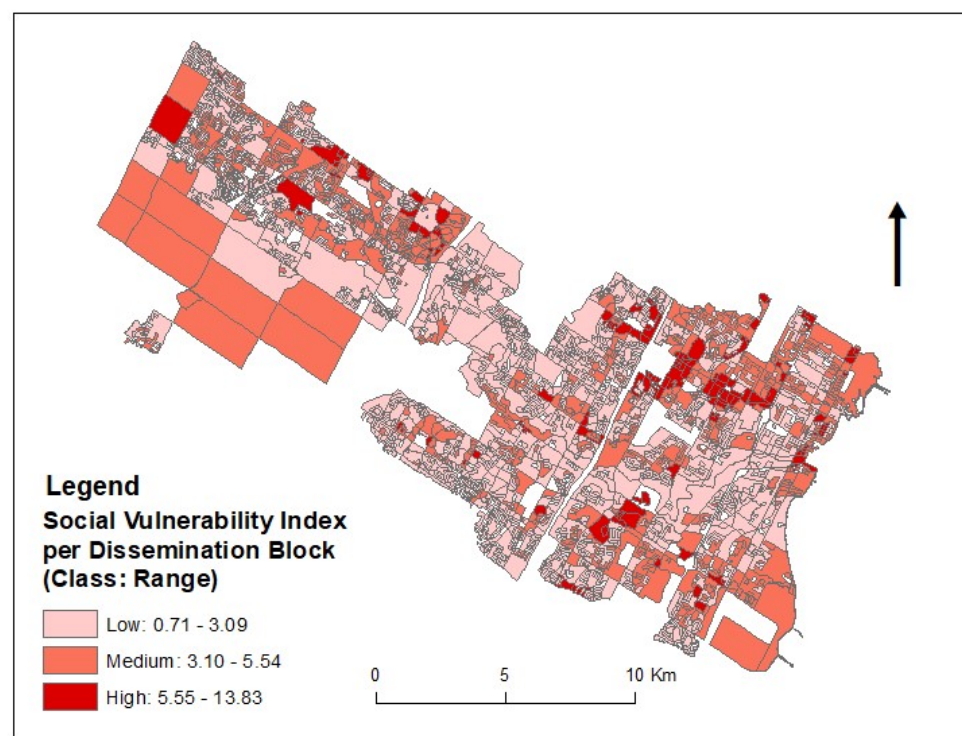 Legend
Social Vulnerability Index
per Dissemination Block
(Class: Range)
Low: 0.71 - 3.09
Medium: 3.10 - 5.54
High: 5.55 - 13.83
0 5 10 Km